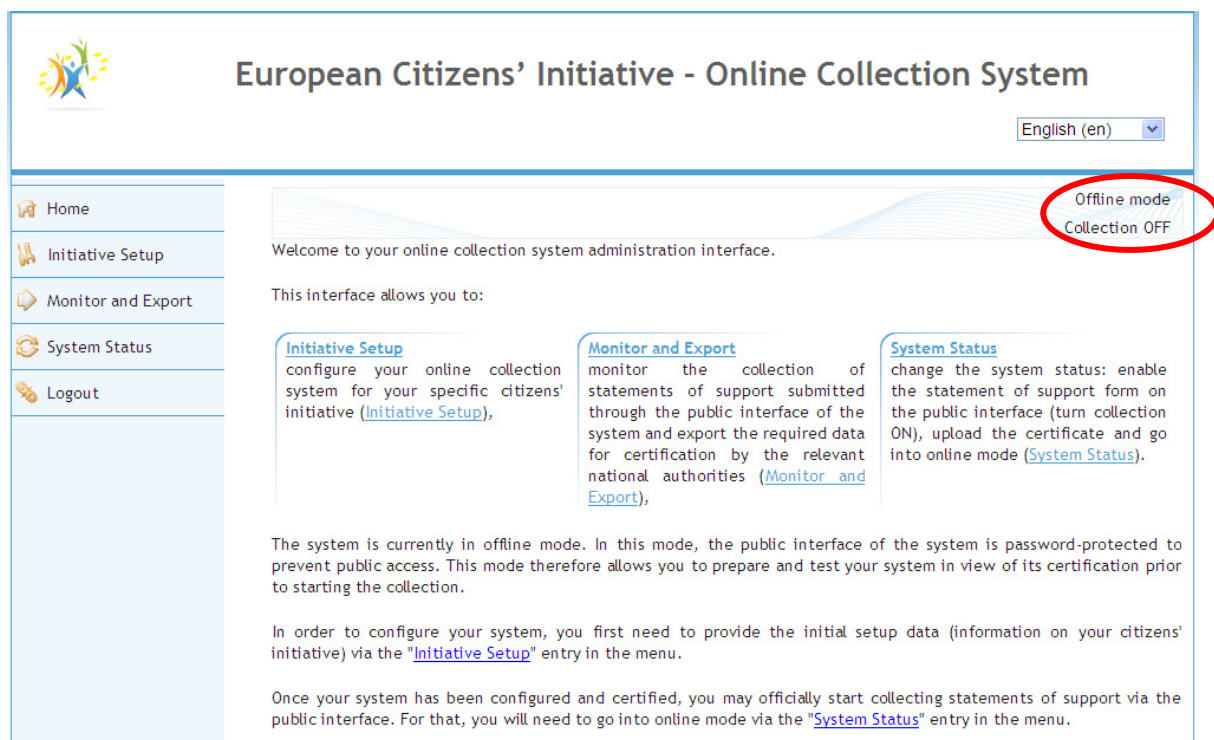 European Citizens' Initiative - Online Collection System
English (en)
Home
Initiative Setup
Monitor and Export
System Status
Logout
Offline mode
Collection OFF
Welcome to your online collection system administration interface.
This interface allows you to:
Initiative Setup
configure your online collection
system for your specific citizens'
initiative (Initiative Setup),
Monitor and Export
monitor the collection of
statements of support submitted
through the public interface of the
system and export the required data
for certification by the relevant
national authorities (Monitor and
Export),
System Status
change the system status: enable
the statement of support form on
the public interface (turn collection
ON), upload the certificate and go
into online mode (System Status).
The system is currently in offline mode. In this mode, the public interface of the system is password-protected to
prevent public access. This mode therefore allows you to prepare and test your system in view of its certification prior
to starting the collection.
In order to configure your system, you first need to provide the initial setup data (information on your citizens'
initiative) via the "Initiative Setup" entry in the menu.
Once your system has been configured and certified, you may officially start collecting statements of support via the
public interface. For that, you will need to go into online mode via the "System Status" entry in the menu.